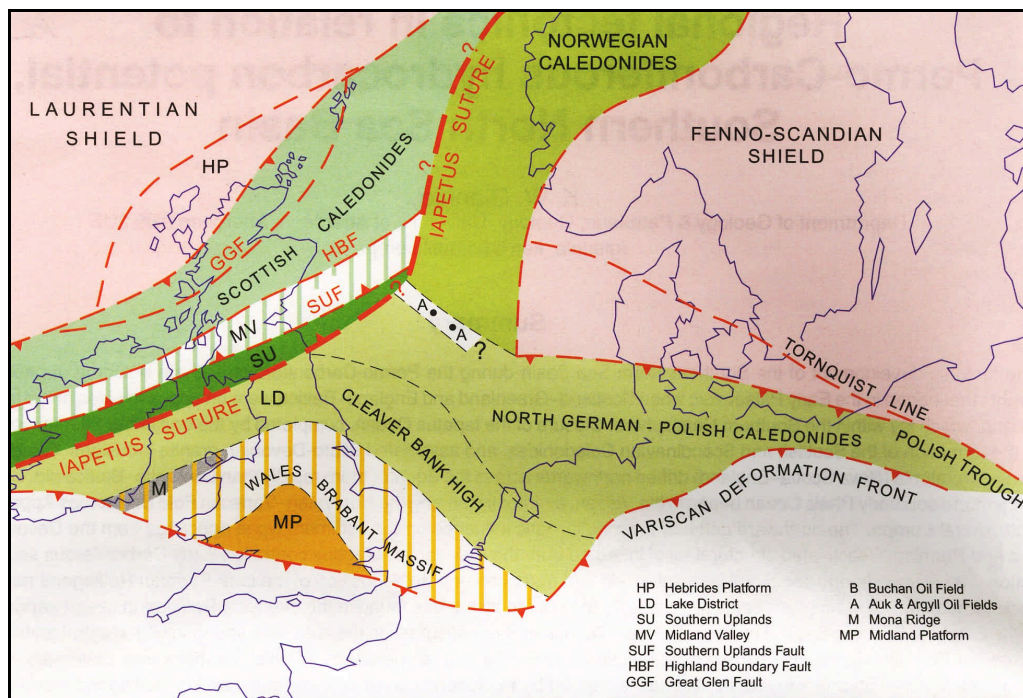 NORWEGIAN
CALEDONIDES
LAURENTIAN
SHIELD
HP
FENNO-SCANDIAN
SHIELD
IAPETUS SUTURE
?
?
?
GGF
SCOTTISH CALEDONIDES
HBF
SUF
MV
SU
A
A
?
TORNQUIST LINE
LD
IAPETUS SUTURE
CLEAVER BANK HIGH
NORTH GERMAN - POLISH CALEDONIDES
POLISH TROUGH
M
WALES
BRABANT MASSIF
MP
VARISCAN DEFORMATION FRONT
HP Hebrides Platform
LD Lake District
SU Southern Uplands
MV Midland Valley
SUF Southern Uplands Fault
HBF Highland Boundary Fault
GGF Great Glen Fault
B Buchan Oil Field
A Auk & Argyll Oil Fields
M Mona Ridge
MP Midland Platform